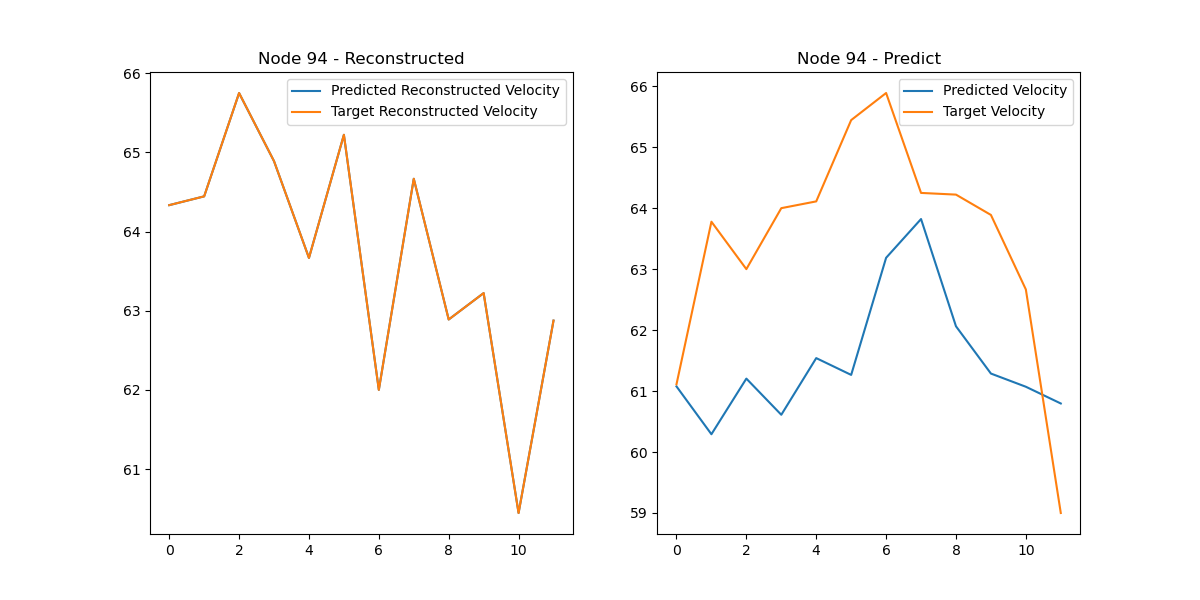 Node 94 - Reconstructed
Predicted Reconstructed Velocity
Target Reconstructed Velocity
66
65
64
63
62
61
0 2 4 6 8 10
Node 94 - Predict
Predicted Velocity
Target Velocity
66
65
64
63
62
61
60
59
0 2 4 6 8 10